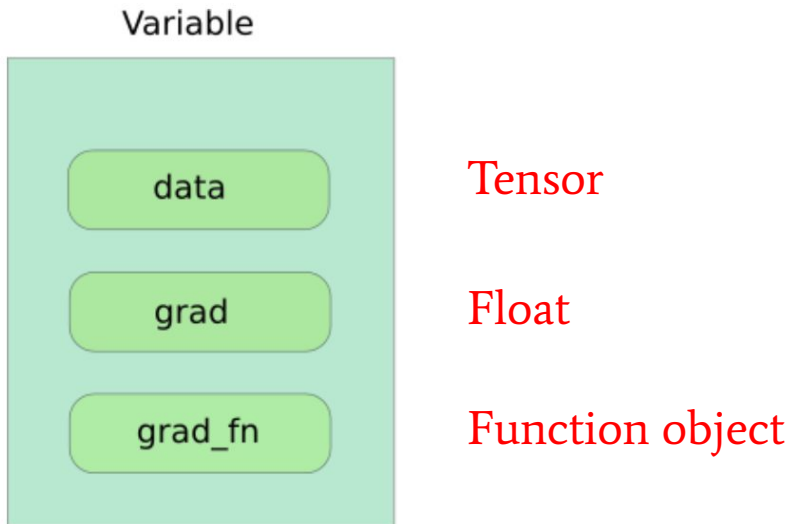 Variable
data
Tensor
grad
Float
grad_fn
Function object